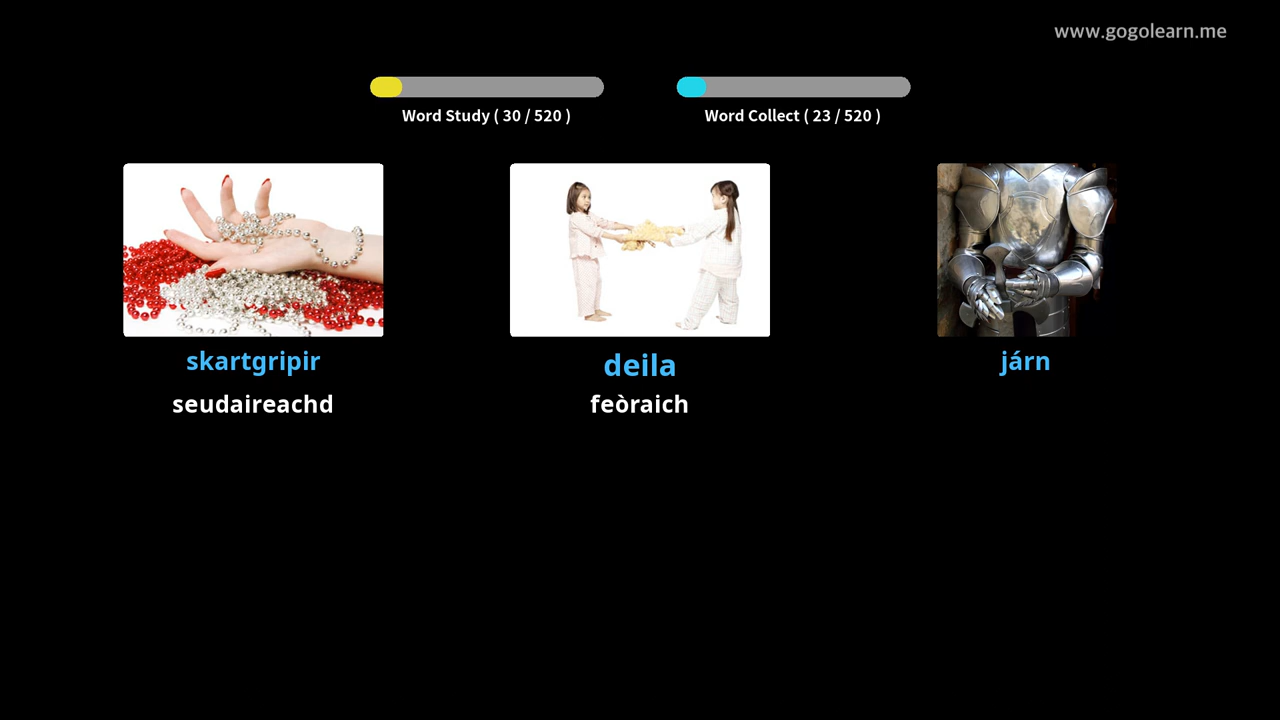 www.gogolearn.me
Word Study ( 30 / 520 )
Word Collect ( 23 / 520 )
skartgripir
deila
járn
seudaireachd
feòraich